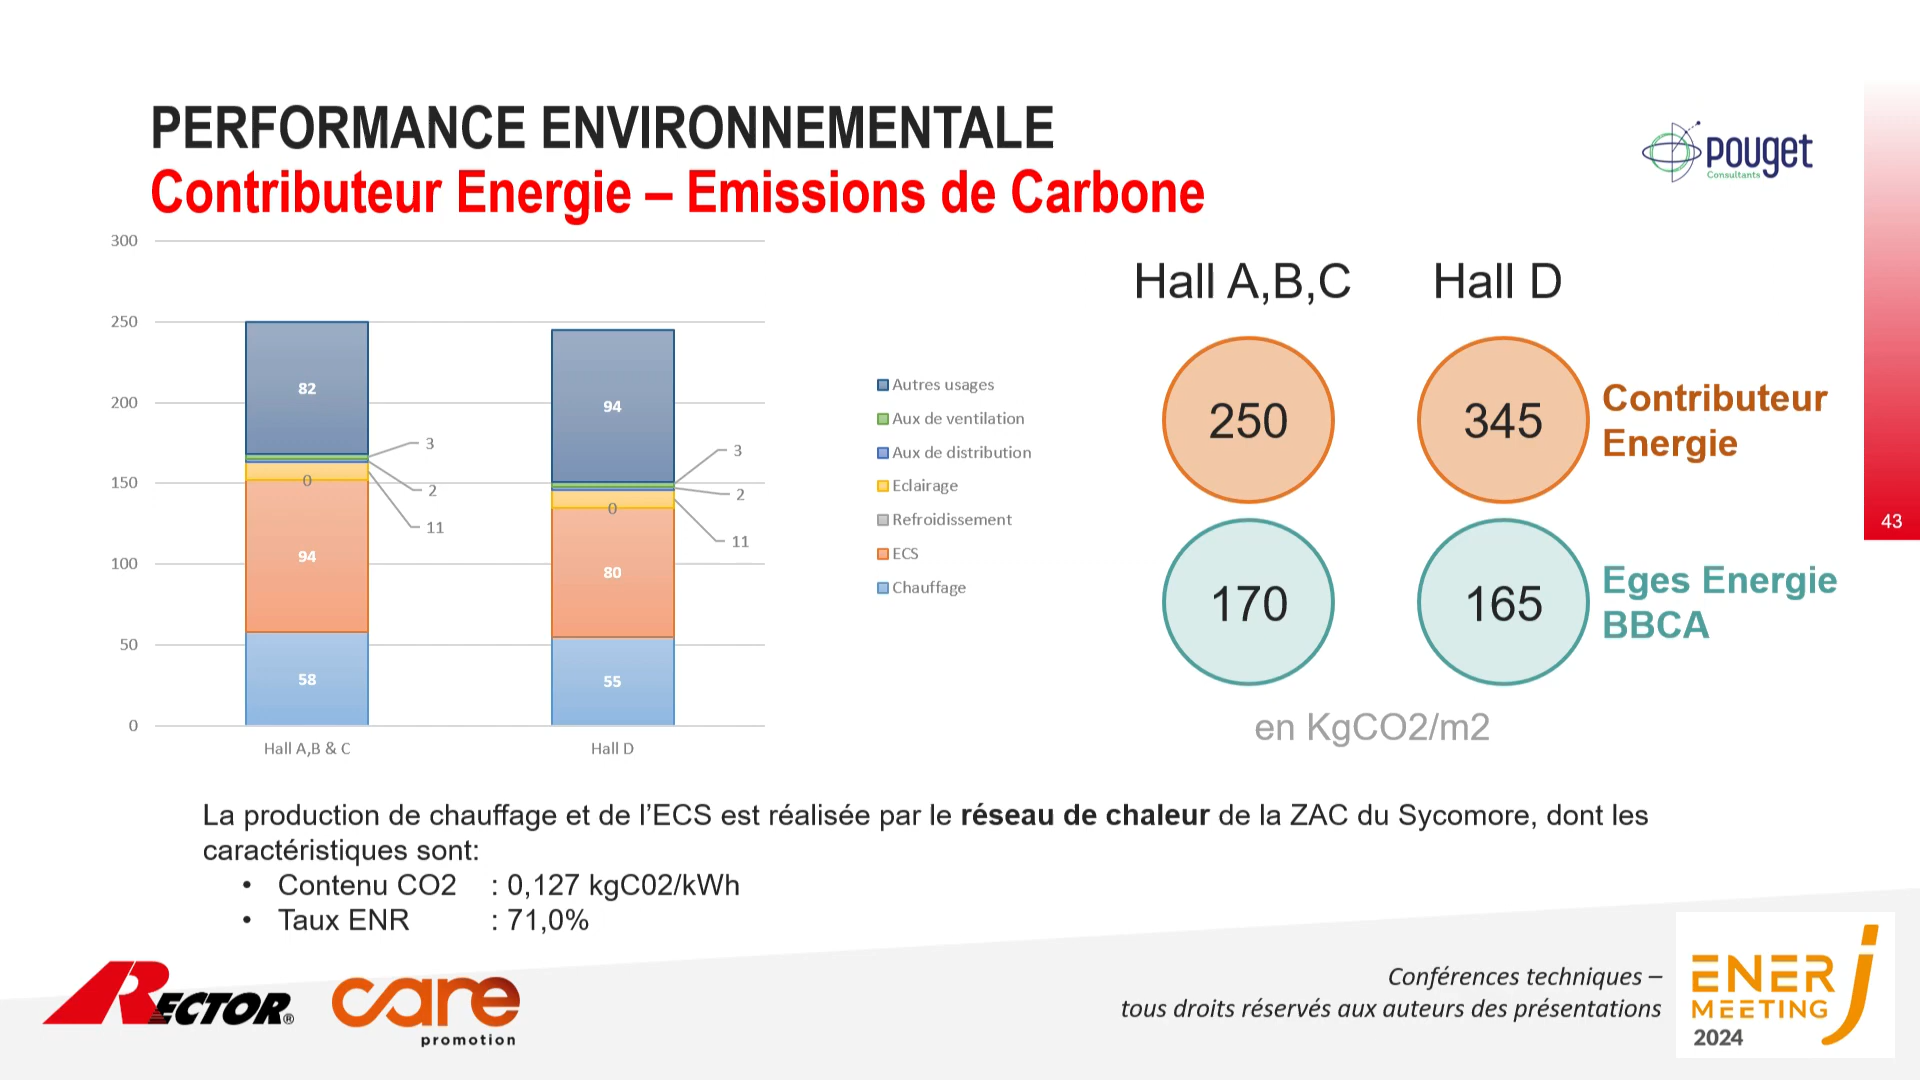 PERFORMANCE ENVIRONNEMENTALE
Contributeur Energie – Emissions de Carbone
pouget
Consultants
300
250
200
150
100
50
0
82
3
2
0
11
94
58
Hall A,B & C
94
3
2
0
11
80
55
Hall D
Autres usages
Aux de ventilation
Aux de distribution
Eclairage
Refroidissement
ECS
Chauffage
Hall A,B,C
Hall D
250
345
Contributeur
Energie
170
165
Eges Energie
BBCA
en KgCO2/m2
43
La production de chauffage et de l’ECS est réalisée par le réseau de chaleur de la ZAC du Sycomore, dont les
caractéristiques sont:
• Contenu CO2 : 0,127 kgC02/kWh
• Taux ENR : 71,0%
RECTOR®
care
promotion
Conférences techniques –
tous droits réservés aux auteurs des présentations
ENERJ
MEETING
2024